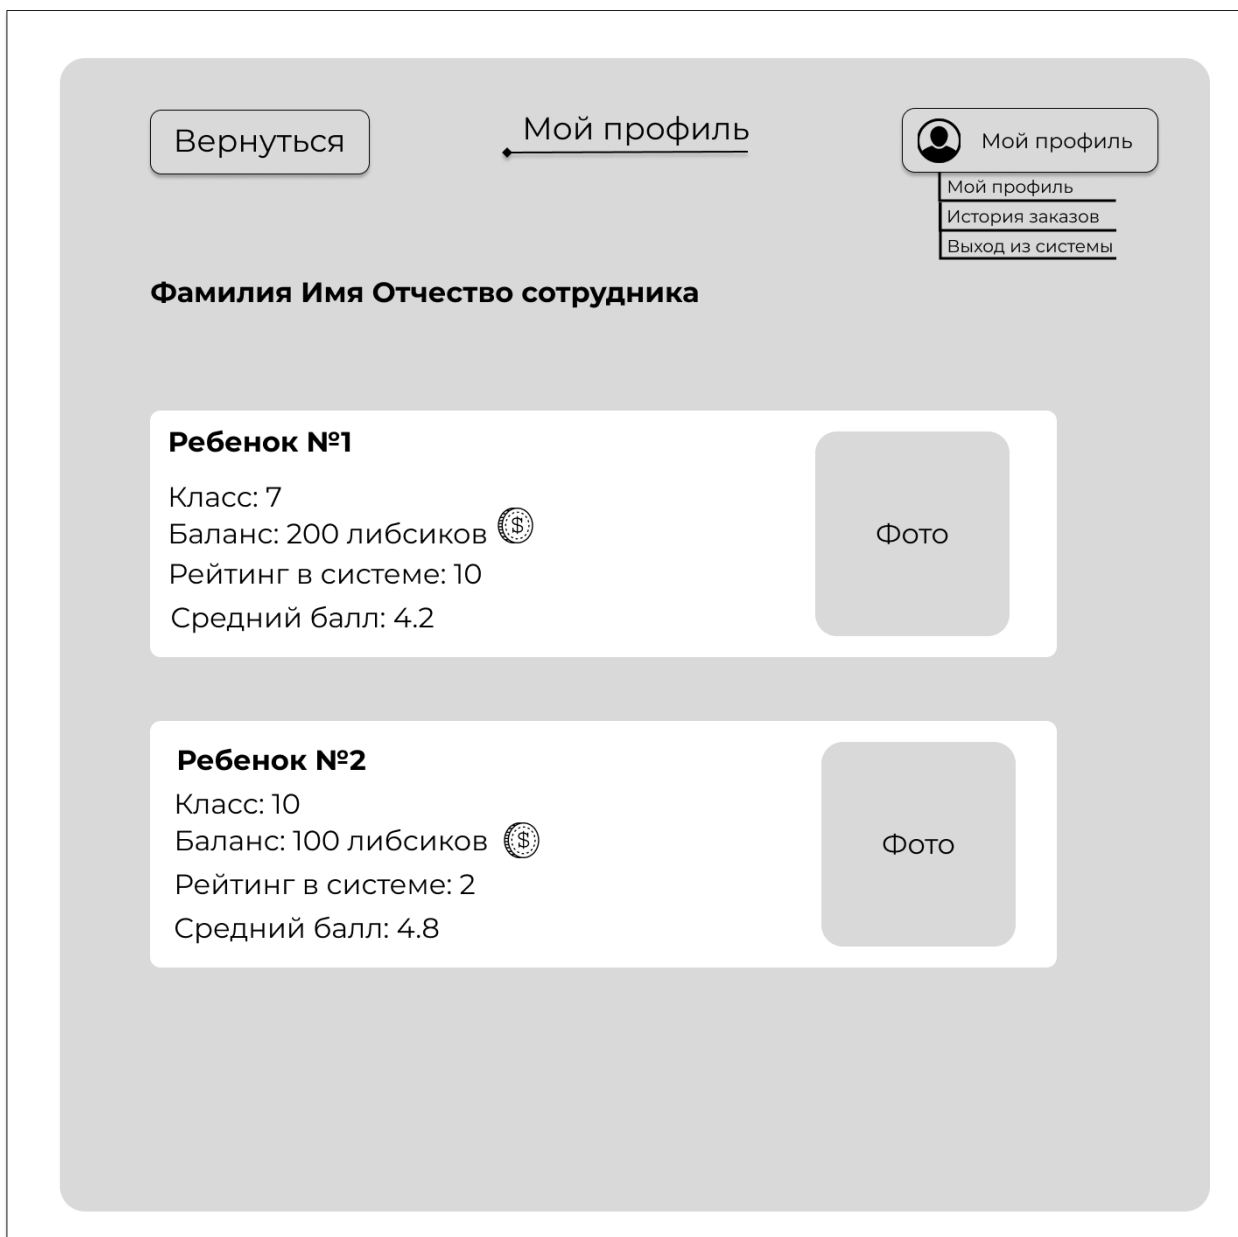 Вернуться
Мой профиль
Мой профиль
Мой профиль
История заказов
Выход из системы
Фамилия Имя Отчество сотрудника
Ребенок №1
Класс: 7
Баланс: 200 либсиков
$
Рейтинг в системе: 10
Средний балл: 4.2
Фото
Ребенок №2
Класс: 10
Баланс: 100 либсиков
$
Рейтинг в системе: 2
Средний балл: 4.8
Фото